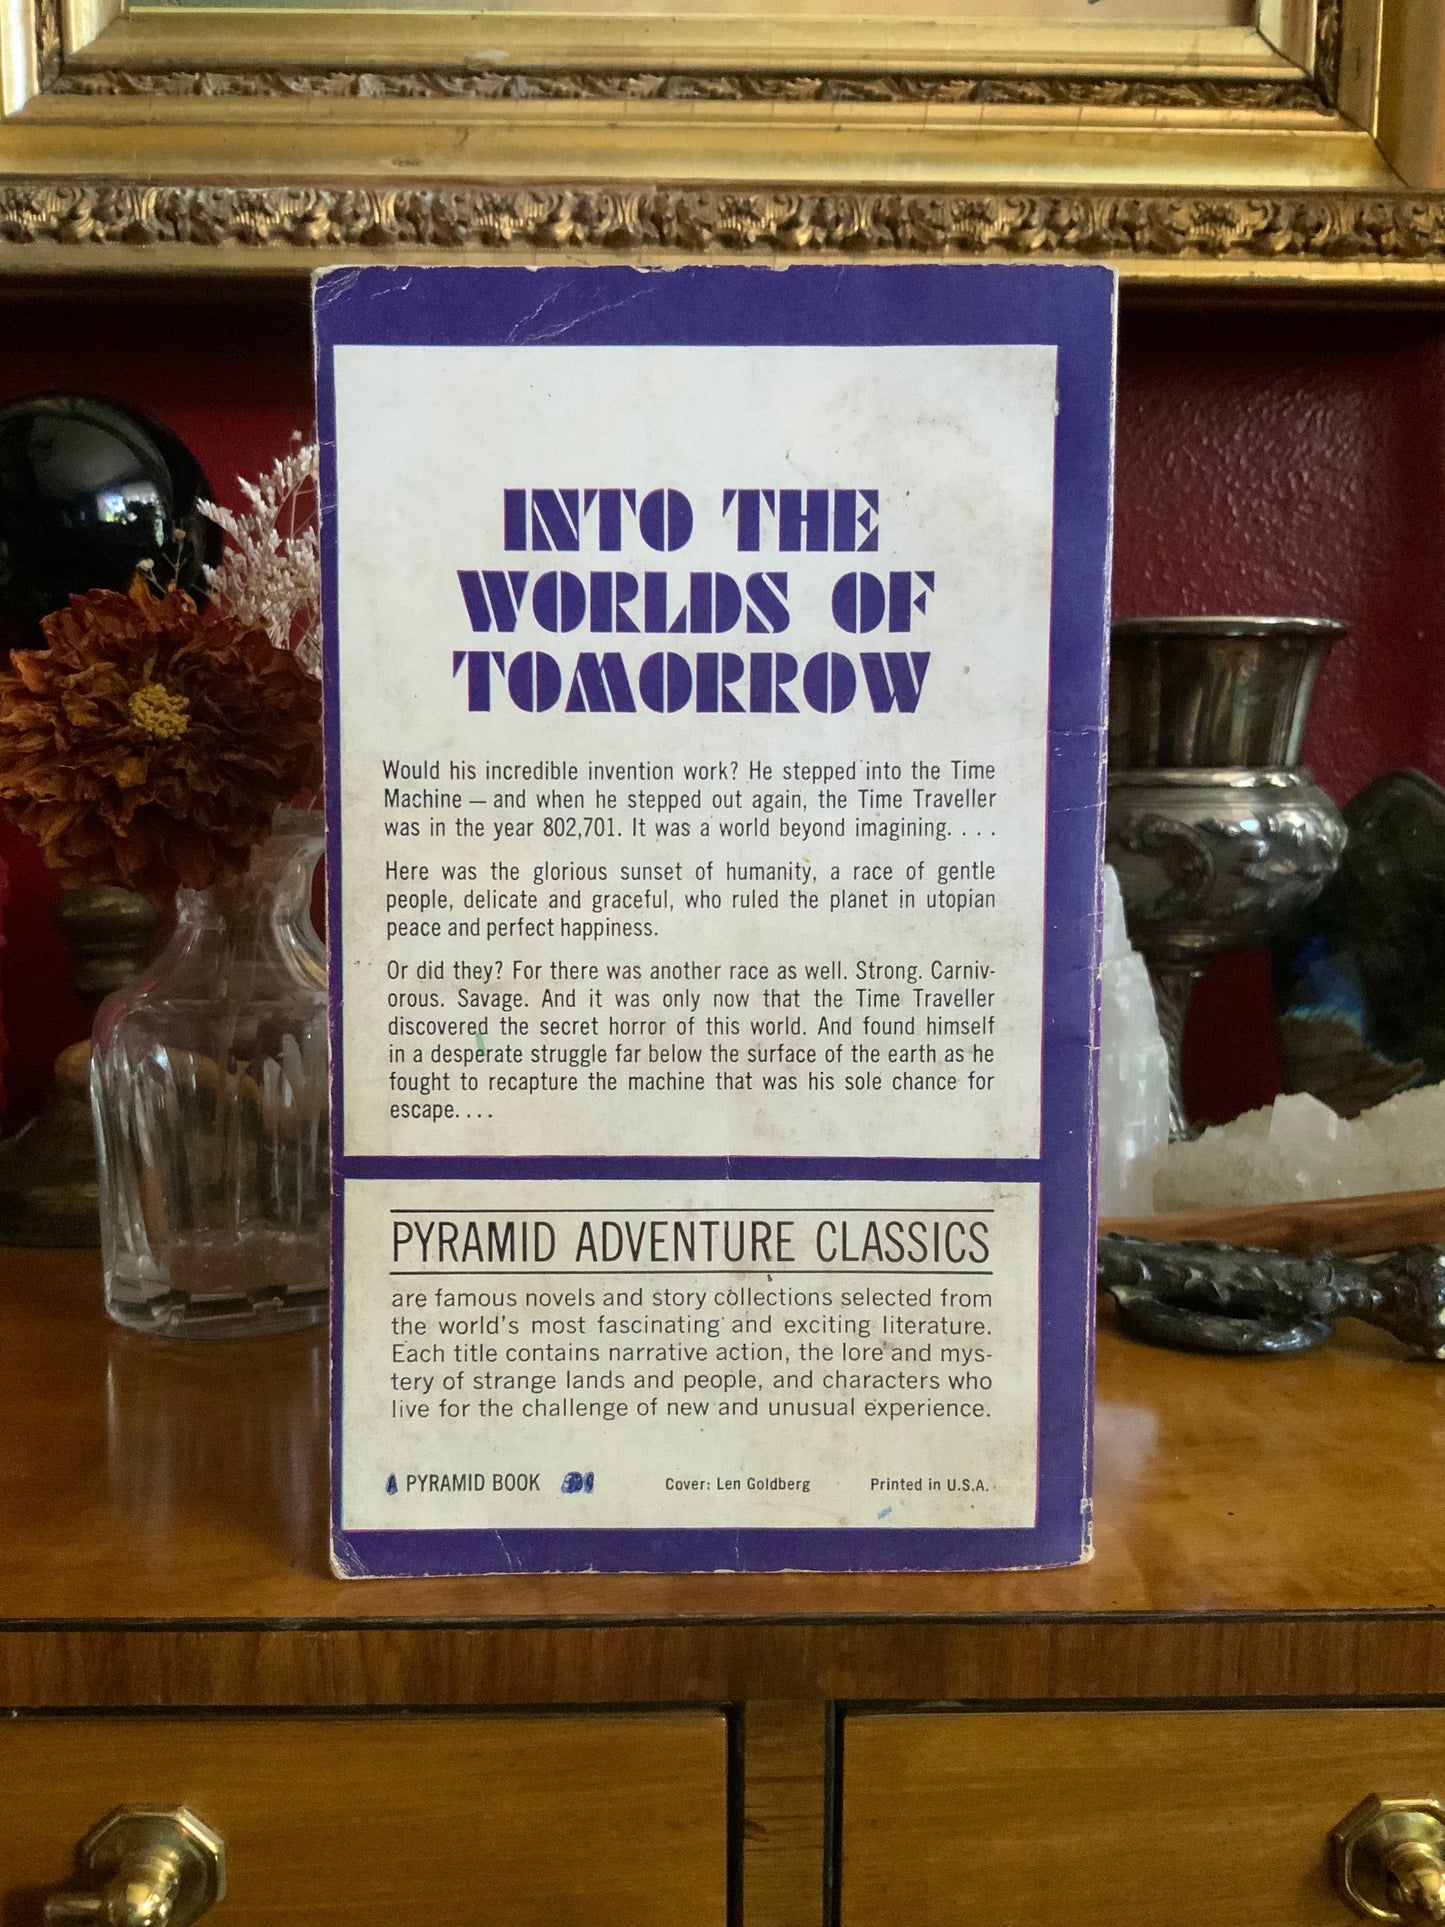 INTO THE
WORLDS OF
TOMORROW
Would his incredible invention work? He stepped into the Time
Machine — and when he stepped out again, the Time Traveller
was in the year 802,701. It was a world beyond imagining. . . .
Here was the glorious sunset of humanity, a race of gentle
people, delicate and graceful, who ruled the planet in utopian
peace and perfect happiness.
Or did they? For there was another race as well. Strong. Carniv-
orous. Savage. And it was only now that the Time Traveller
discovered the secret horror of this world. And found himself
in a desperate struggle far below the surface of the earth as he
fought to recapture the machine that was his sole chance for
escape. . . .
PYRAMID ADVENTURE CLASSICS
are famous novels and story collections selected from
the world's most fascinating and exciting literature.
Each title contains narrative action, the lore and mys-
tery of strange lands and people, and characters who
live for the challenge of new and unusual experience.
A PYRAMID BOOK Cover: Len Goldberg Printed in U.S.A.